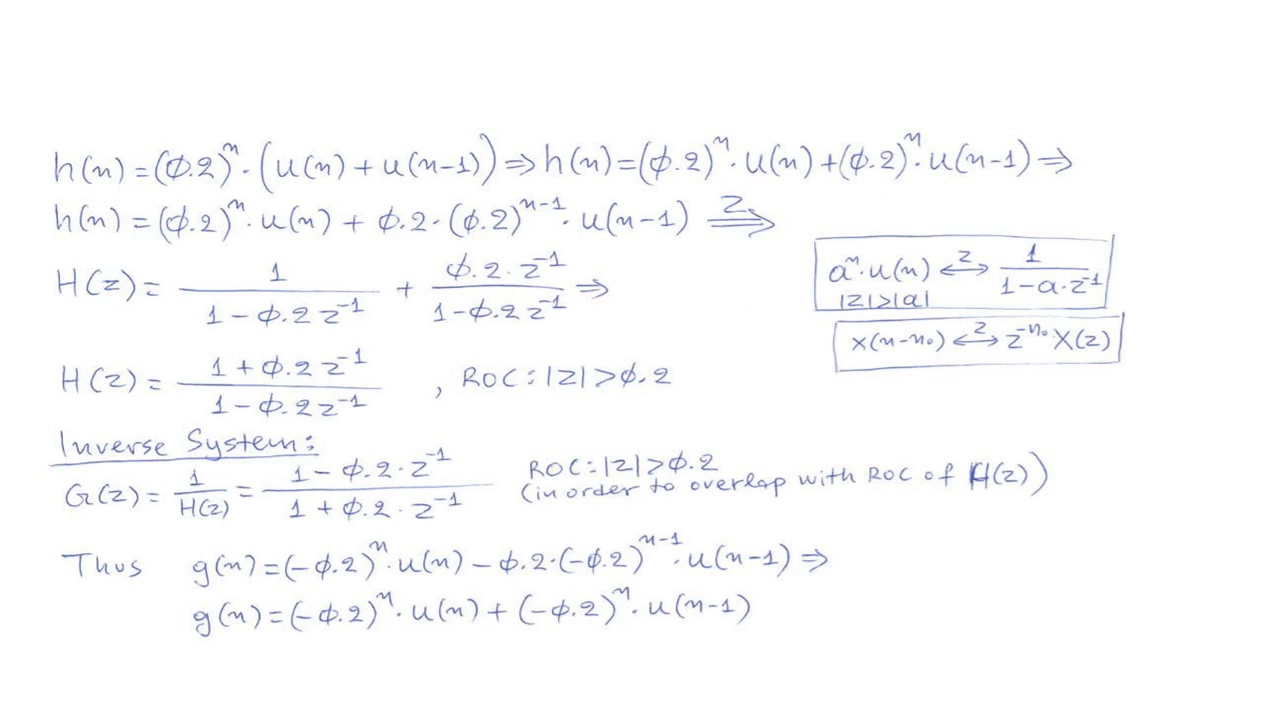 h(n) = (0.2)^n · (u(n) + u(n-1)) ⇒ h(n) = (0.2)^n · u(n) + (0.2)^n · u(n-1) ⇒
h(n) = (0.2)^n · u(n) + 0.2 · (0.2)^{n-1} · u(n-1) ⟹^Z
H(z) = 1 / (1 - 0.2 z^{-1}) + 0.2 · z^{-1} / (1 - 0.2 z^{-1}) ⇒
a^n · u(n) ⟷^Z 1 / (1 - a · z^{-1})
|z|>|a|
x(n-n₀) ⟷^Z z^{-n₀} X(z)
H(z) = (1 + 0.2 z^{-1}) / (1 - 0.2 z^{-1}) , ROC: |z| > 0.2
Inverse System:
G(z) = 1 / H(z) = (1 - 0.2 · z^{-1}) / (1 + 0.2 · z^{-1}) ROC: |z| > 0.2
(in order to overlap with ROC of H(z))
Thus g(n) = (-0.2)^n · u(n) - 0.2 · (-0.2)^{n-1} · u(n-1) ⇒
g(n) = (-0.2)^n · u(n) + (-0.2)^n · u(n-1)